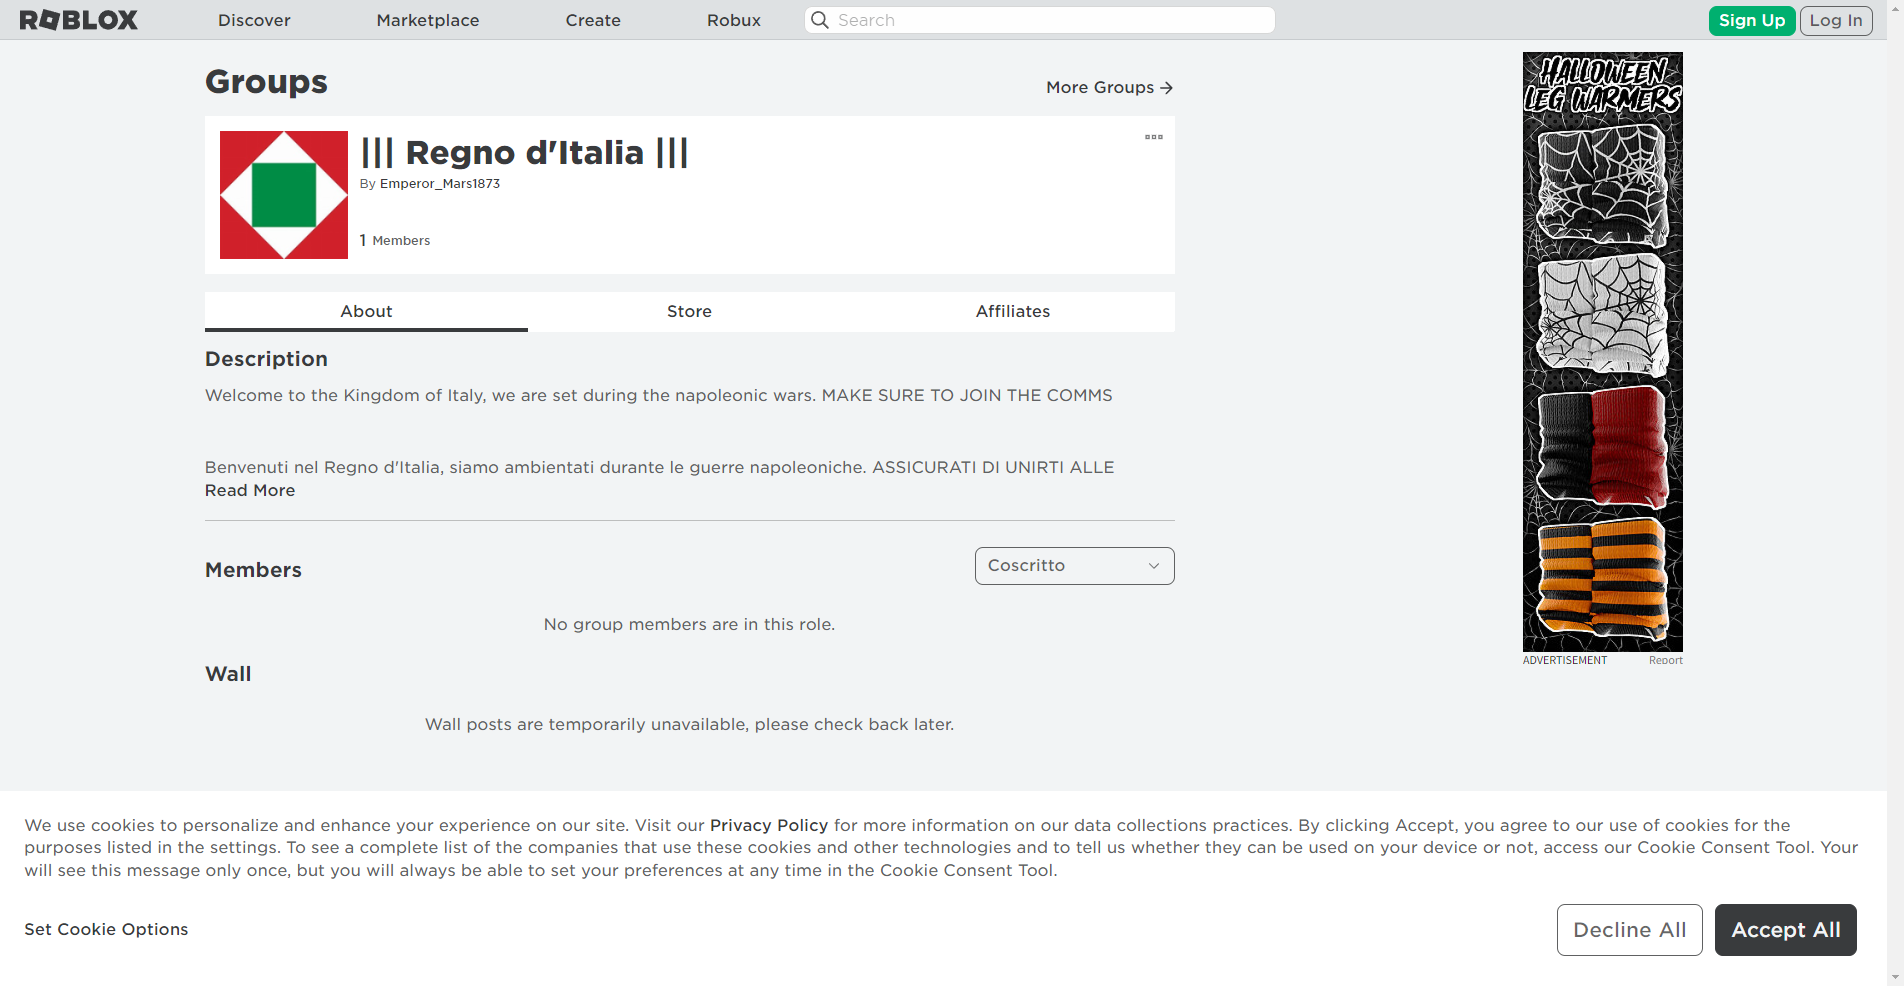 ROBLOX
Discover
Marketplace
Create
Robux
Search
Sign Up
Log In
Groups
More Groups
||| Regno d'Italia |||
By Emperor_Mars1873
1 Members
About
Store
Affiliates
Description
Welcome to the Kingdom of Italy, we are set during the napoleonic wars. MAKE SURE TO JOIN THE COMMS
Benvenuti nel Regno d'Italia, siamo ambientati durante le guerre napoleoniche. ASSICURATI DI UNIRTI ALLE
Read More
Members
Coscritto
No group members are in this role.
Wall
Wall posts are temporarily unavailable, please check back later.
HALLOWEEN
LEG WARMERS
ADVERTISEMENT
Report
We use cookies to personalize and enhance your experience on our site. Visit our Privacy Policy for more information on our data collections practices. By clicking Accept, you agree to our use of cookies for the
purposes listed in the settings. To see a complete list of the companies that use these cookies and other technologies and to tell us whether they can be used on your device or not, access our Cookie Consent Tool. Your
will see this message only once, but you will always be able to set your preferences at any time in the Cookie Consent Tool.
Set Cookie Options
Decline All
Accept All